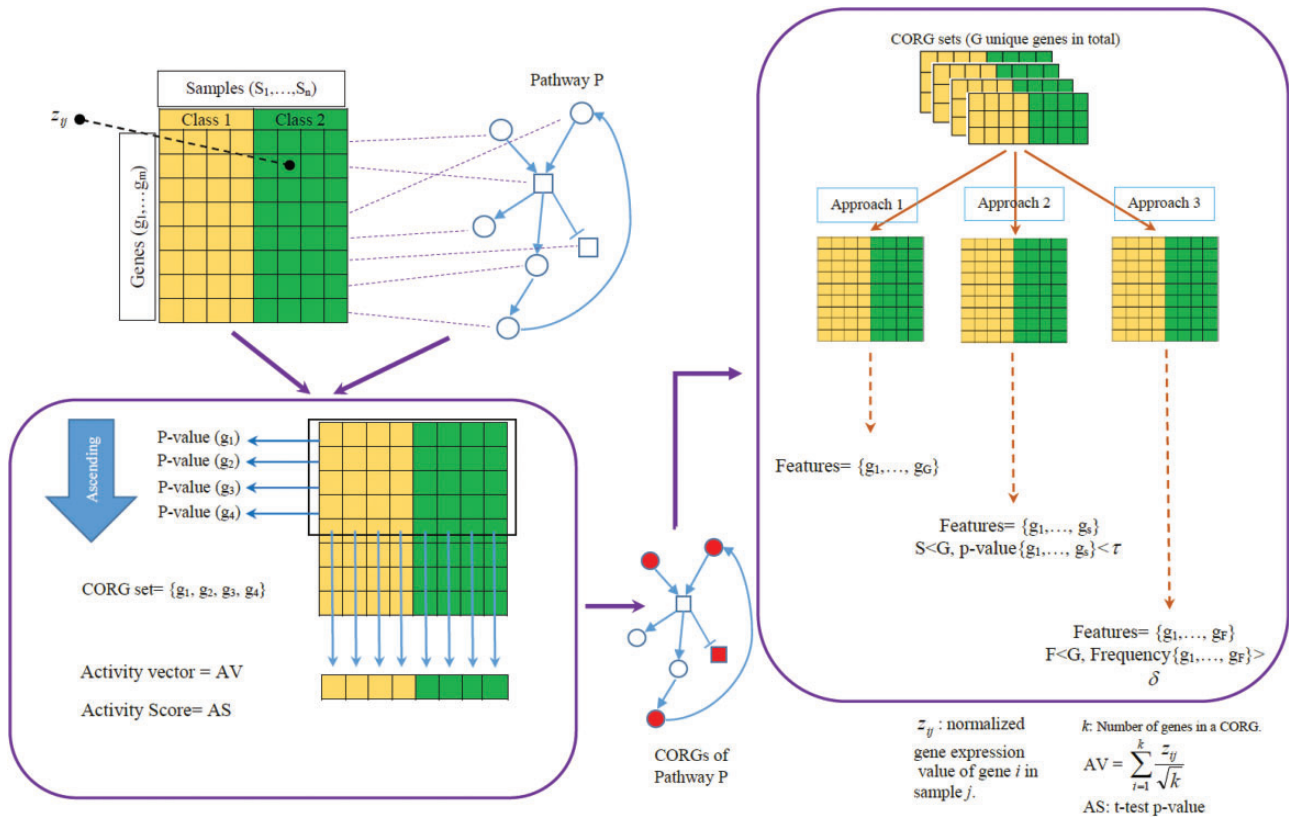 Samples (S1,…,Sn)
zij
Class 1
Class 2
Genes (g1,… gm)
Pathway P
Ascending
P-value (g1)
P-value (g2)
P-value (g3)
P-value (g4)
CORG set= {g1, g2, g3, g4}
Activity vector = AV
Activity Score= AS
CORGs of
Pathway P
CORG sets (G unique genes in total)
Approach 1
Approach 2
Approach 3
Features= {g1,…, gG}
Features= {g1,…, gs}
S<G, p-value{g1,…, gs}<τ
Features= {g1,…, gF}
F<G, Frequency{g1,…, gF}>
δ
zij : normalized
gene expression
value of gene i in
sample j.
k: Number of genes in a CORG.
AV = ∑ i=1 k zij / √k
AS: t-test p-value